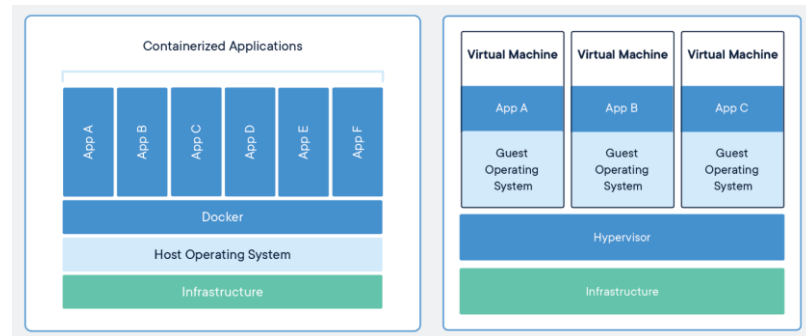 Containerized Applications
App A
App B
App C
App D
App E
App F
Docker
Host Operating System
Infrastructure
Virtual Machine
App A
Guest
Operating
System
Virtual Machine
App B
Guest
Operating
System
Virtual Machine
App C
Guest
Operating
System
Hypervisor
Infrastructure